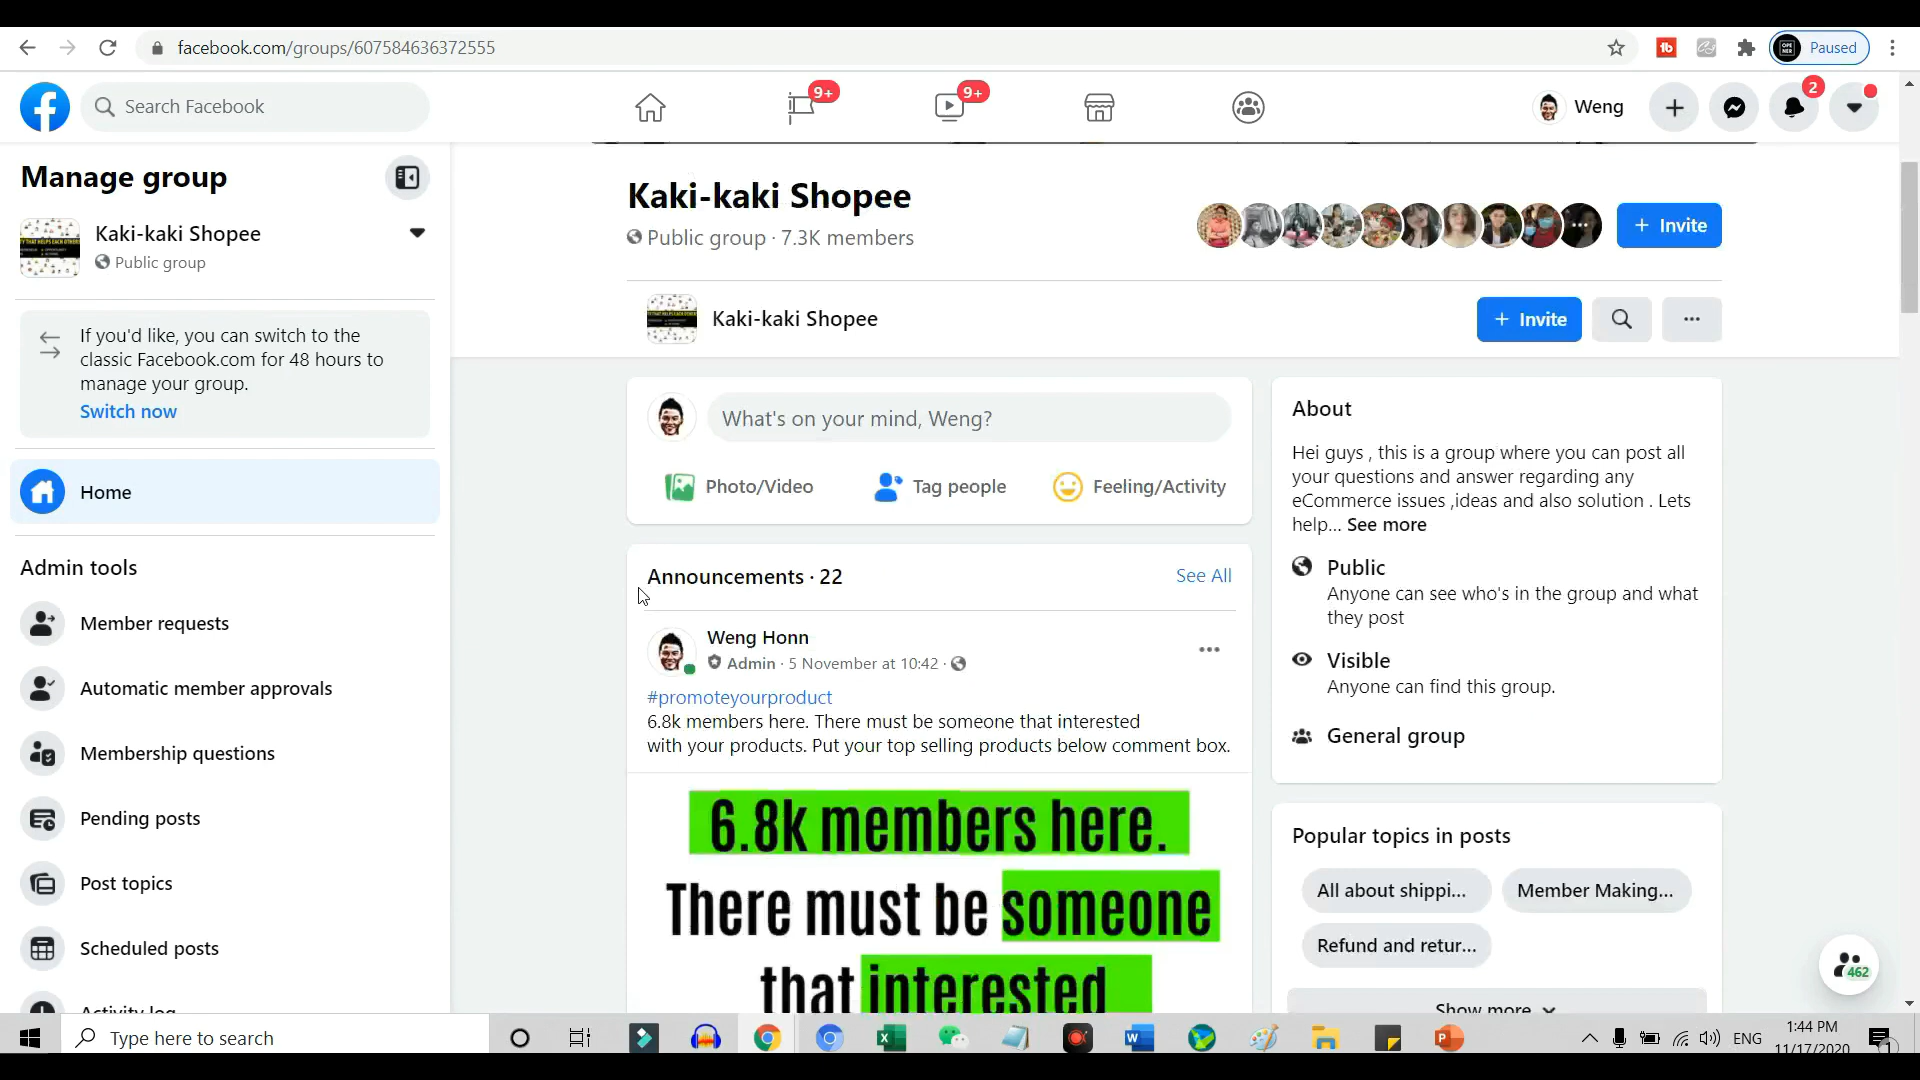 facebook.com/groups/607584636372555
Paused
Search Facebook
9+
9+
Weng
2
Manage group
Kaki-kaki Shopee
Public group
If you'd like, you can switch to the
classic Facebook.com for 48 hours to
manage your group.
Switch now
Home
Admin tools
Member requests
Automatic member approvals
Membership questions
Pending posts
Post topics
Scheduled posts
Activity log
Kaki-kaki Shopee
Public group · 7.3K members
+ Invite
Kaki-kaki Shopee
+ Invite
What's on your mind, Weng?
Photo/Video
Tag people
Feeling/Activity
Announcements · 22
See All
Weng Honn
Admin · 5 November at 10:42 ·
#promoteyourproduct
6.8k members here. There must be someone that interested
with your products. Put your top selling products below comment box.
6.8k members here.
There must be someone
that interested
About
Hei guys , this is a group where you can post all
your questions and answer regarding any
eCommerce issues ,ideas and also solution . Lets
help... See more
Public
Anyone can see who's in the group and what
they post
Visible
Anyone can find this group.
General group
Popular topics in posts
All about shippi...
Member Making...
Refund and retur...
Show more
462
Type here to search
ENG
1:44 PM
11/17/2020
1